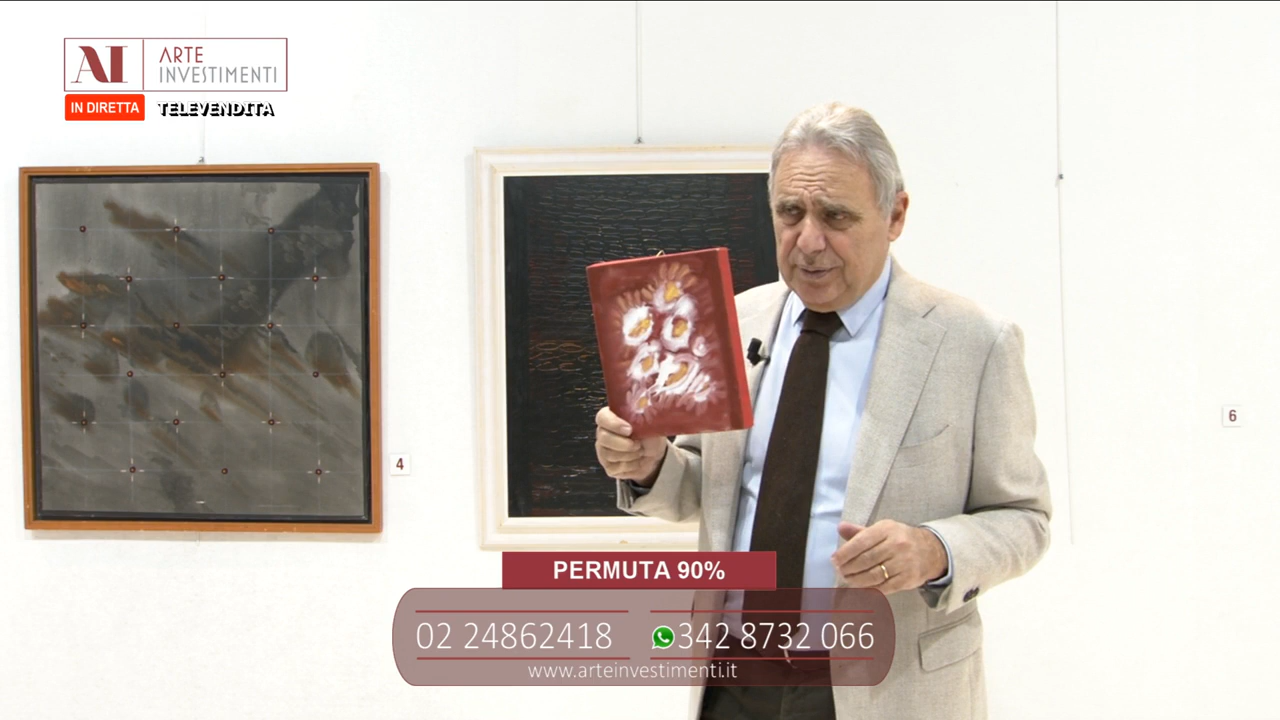 AI ARTE
INVESTIMENTI
IN DIRETTA TELEVENDITA
4
6
PERMUTA 90%
02 24862418 342 8732 066
www.arteinvestimenti.it